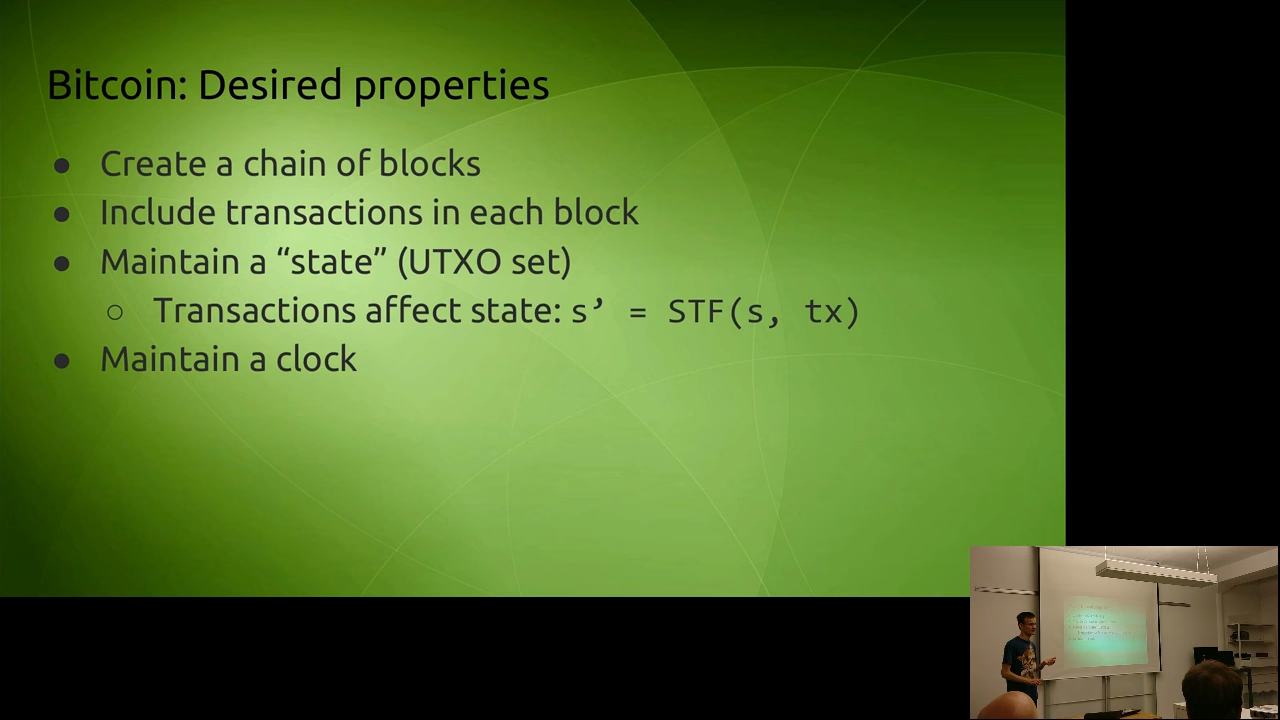 Bitcoin: Desired properties
● Create a chain of blocks
● Include transactions in each block
● Maintain a “state” (UTXO set)
○ Transactions affect state: s’ = STF(s, tx)
● Maintain a clock